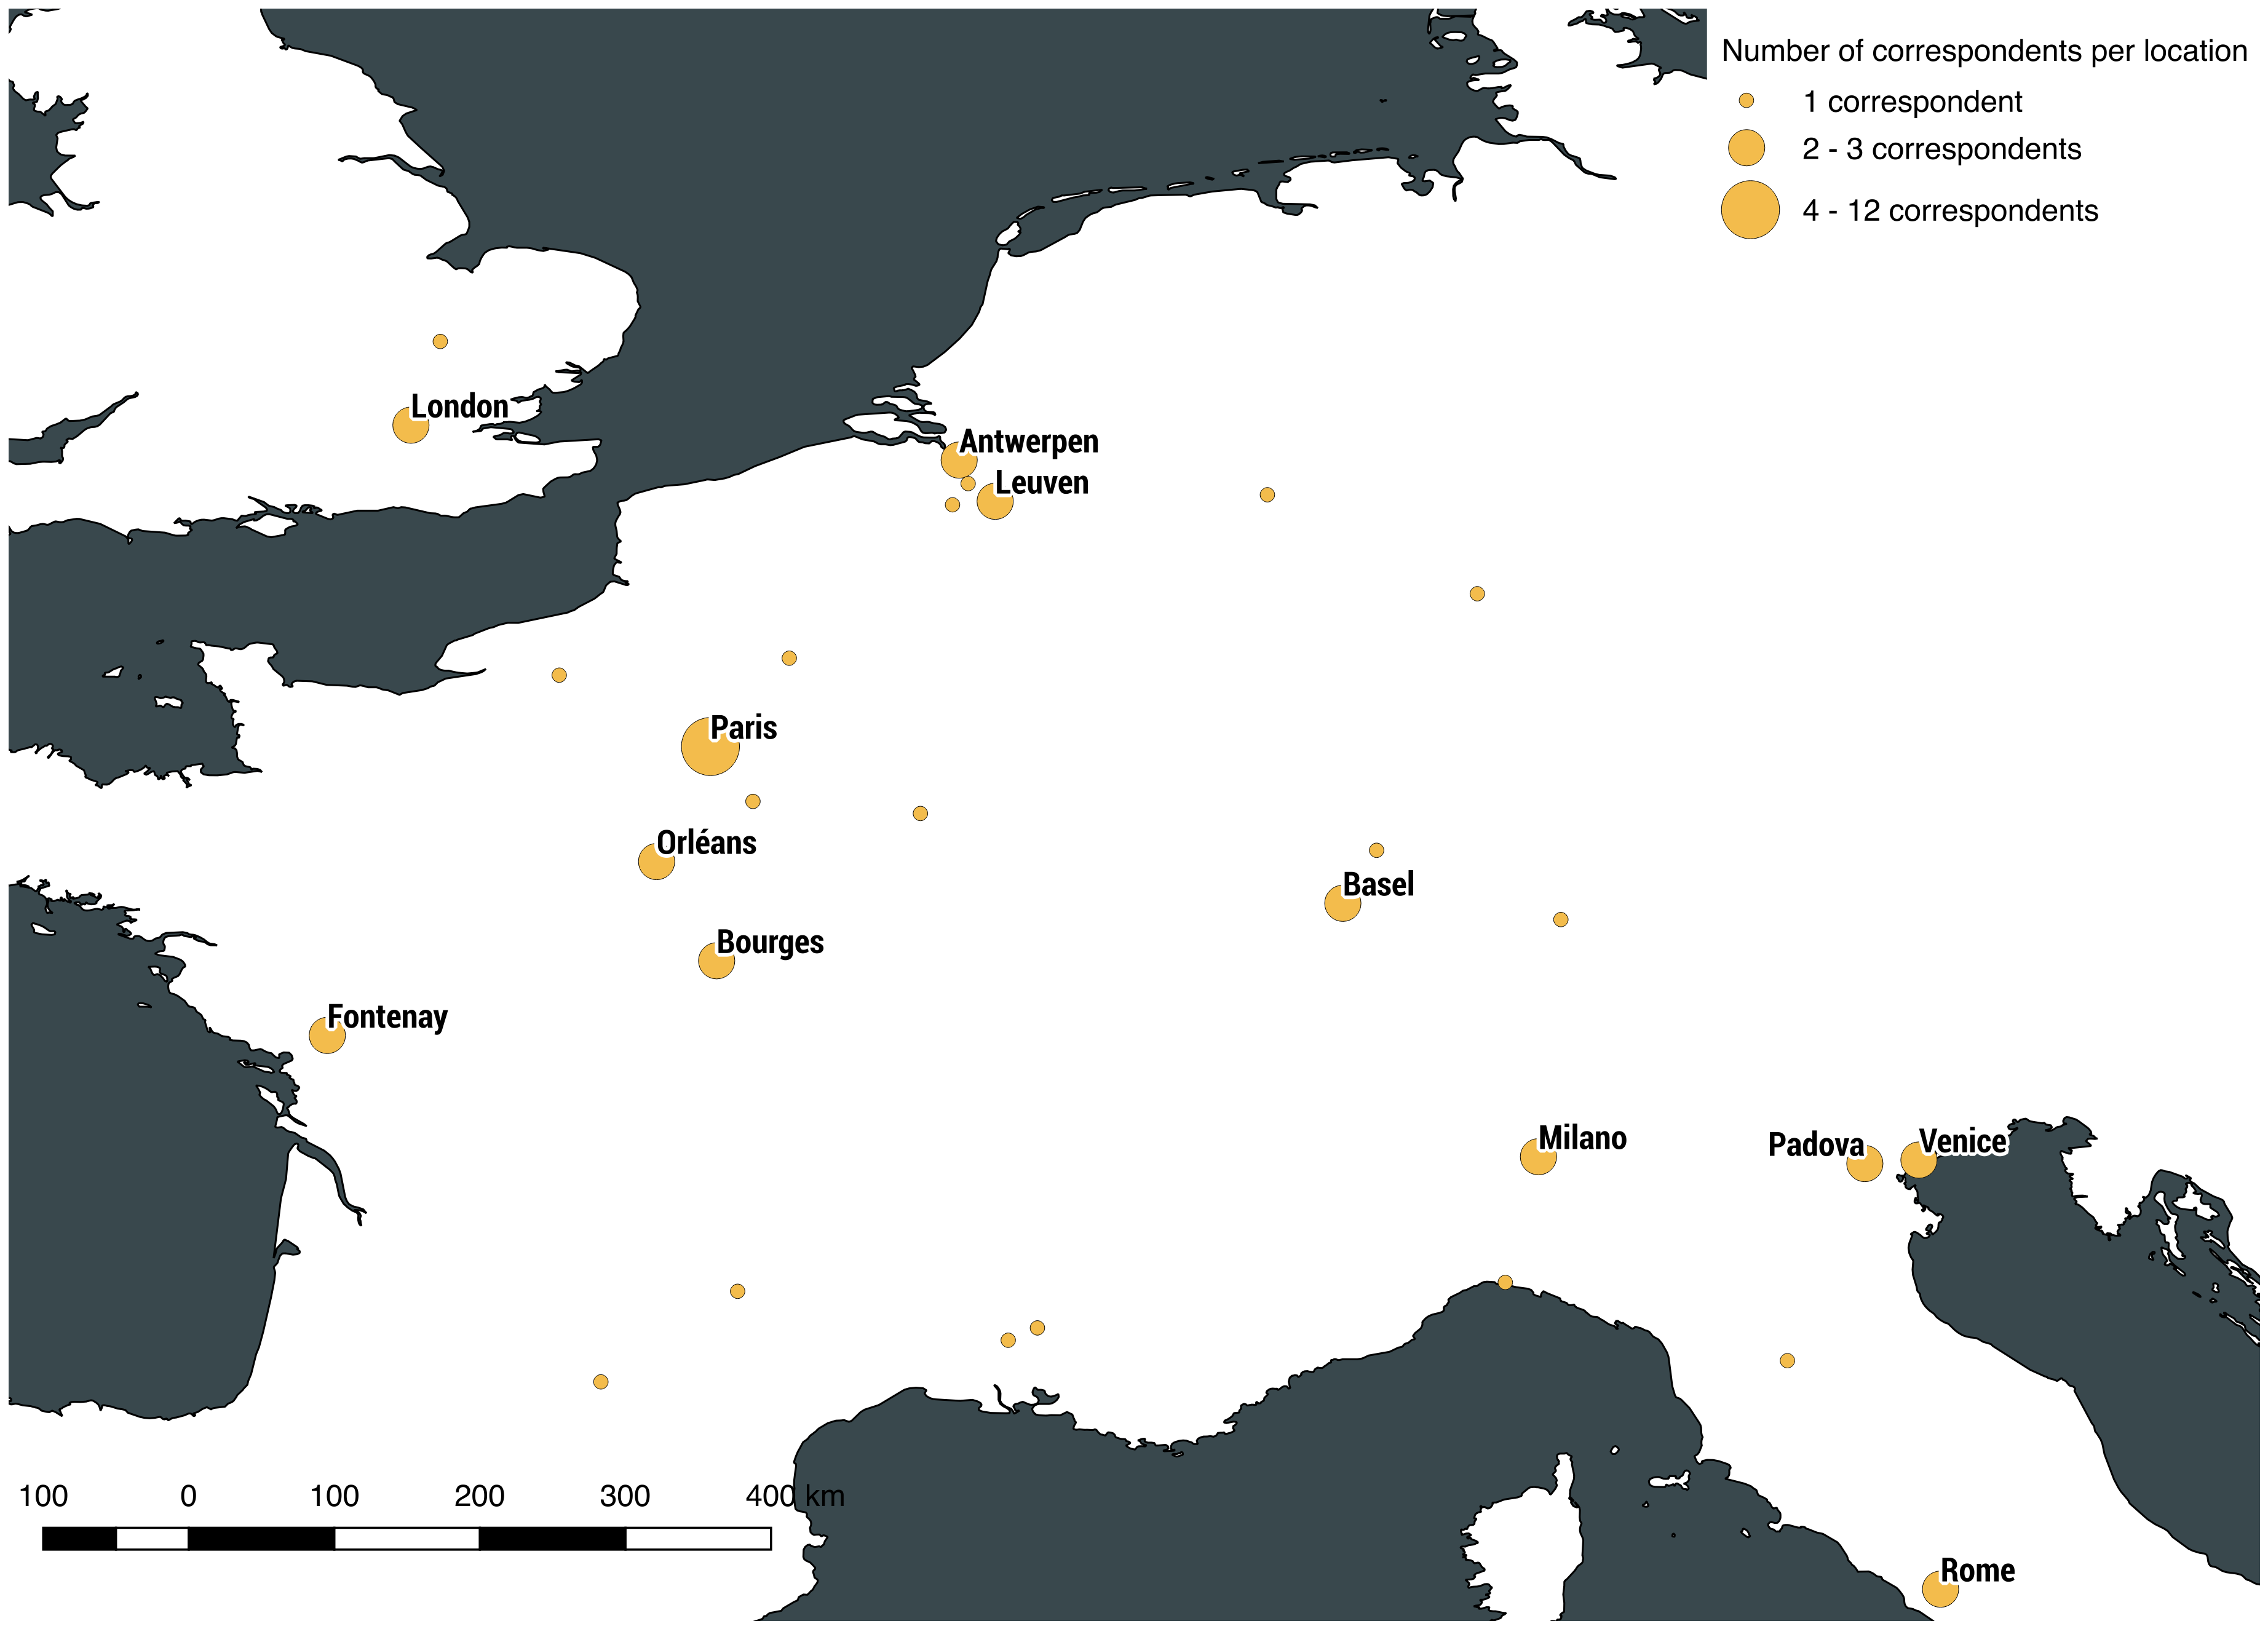 Number of correspondents per location
1 correspondent
2 - 3 correspondents
4 - 12 correspondents
London
Antwerpen
Leuven
Paris
Orléans
Basel
Bourges
Fontenay
Milano
Padova
Venice
100 0 100 200 300 400 km
Rome